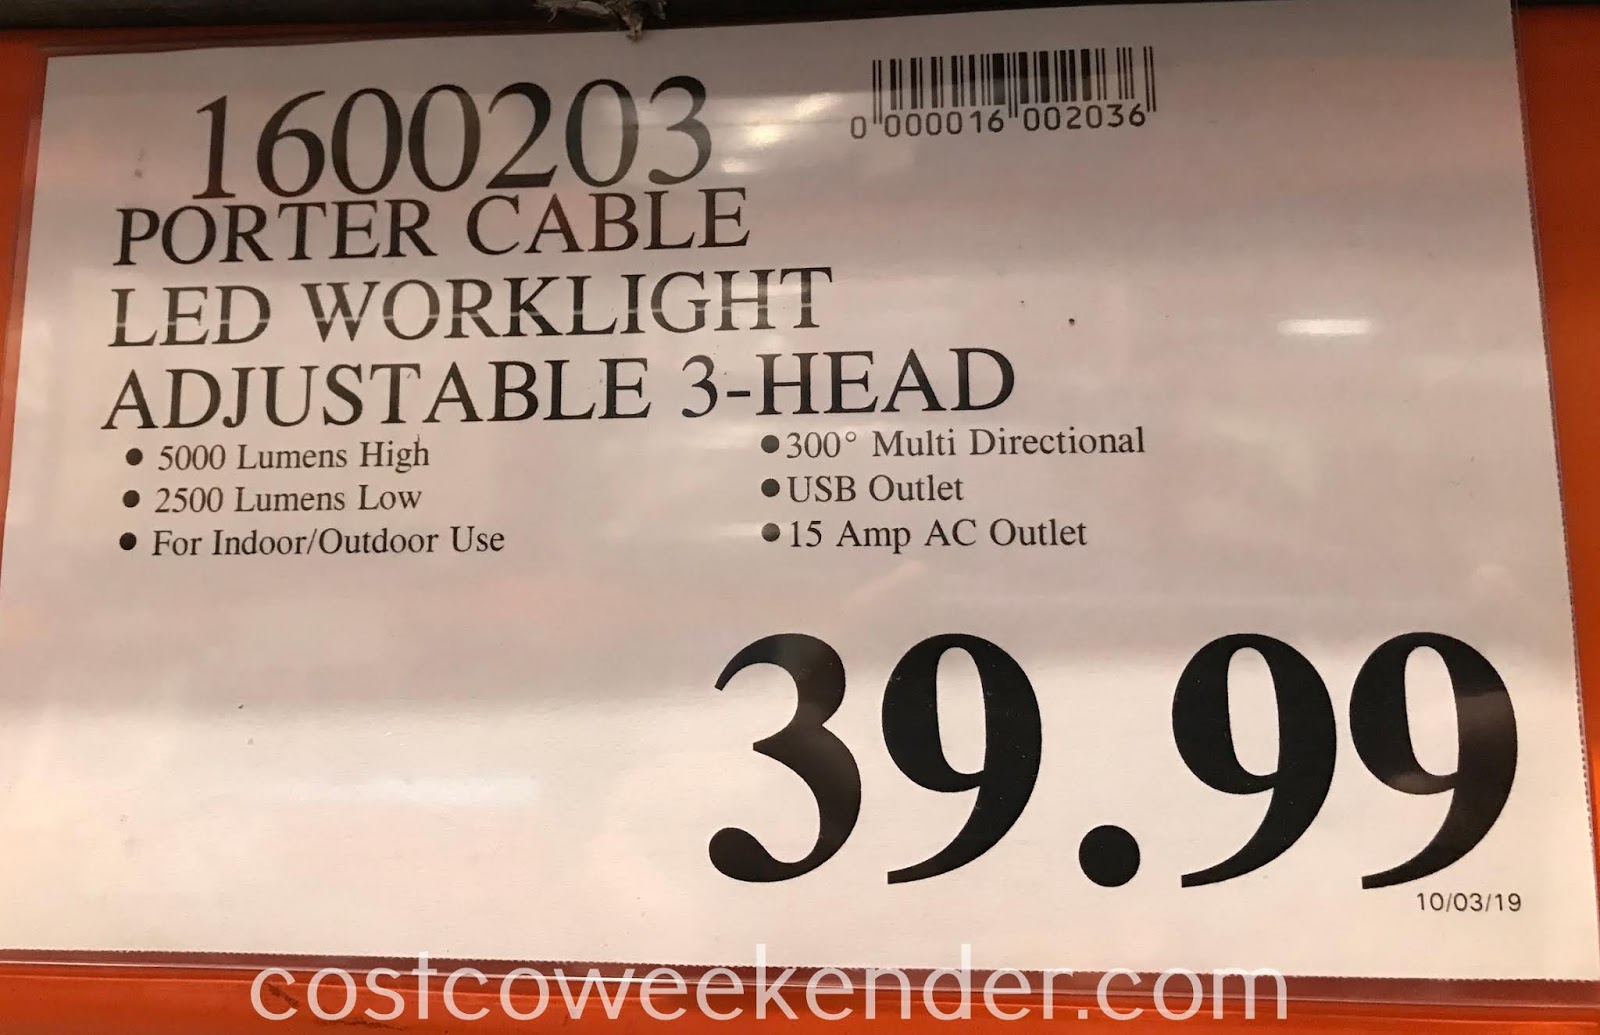 1600203
0 000016 002036
PORTER CABLE
LED WORKLIGHT
ADJUSTABLE 3-HEAD
• 5000 Lumens High
• 2500 Lumens Low
• For Indoor/Outdoor Use
• 300° Multi Directional
• USB Outlet
• 15 Amp AC Outlet
39.99
10/03/19
costcoweekender.com